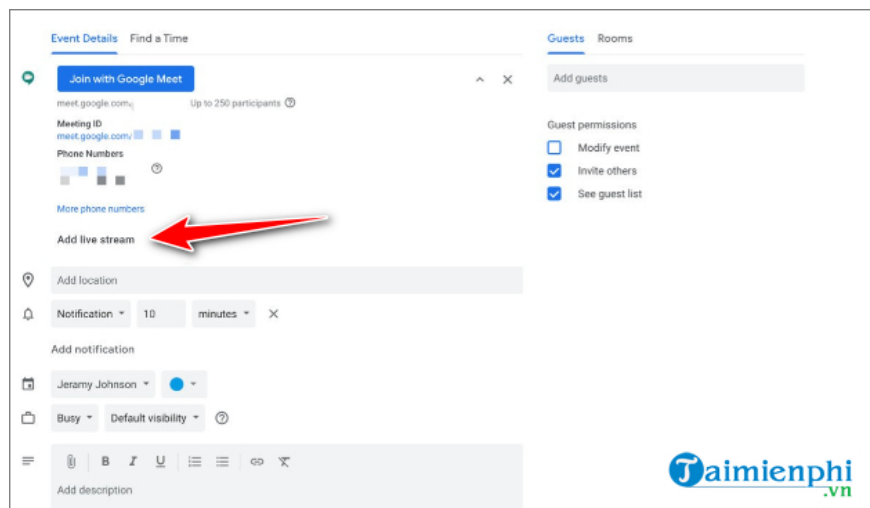 Event Details Find a Time
Guests Rooms
Join with Google Meet
Add guests
meet.google.com/
Up to 250 participants
Meeting ID
meet.google.com/
Phone Numbers
More phone numbers
Add live stream
Guest permissions
Modify event
Invite others
See guest list
Add location
Notification 10 minutes
Add notification
Jeramy Johnson
Busy Default visibility
B I U
Add description
Taimienphi
.vn